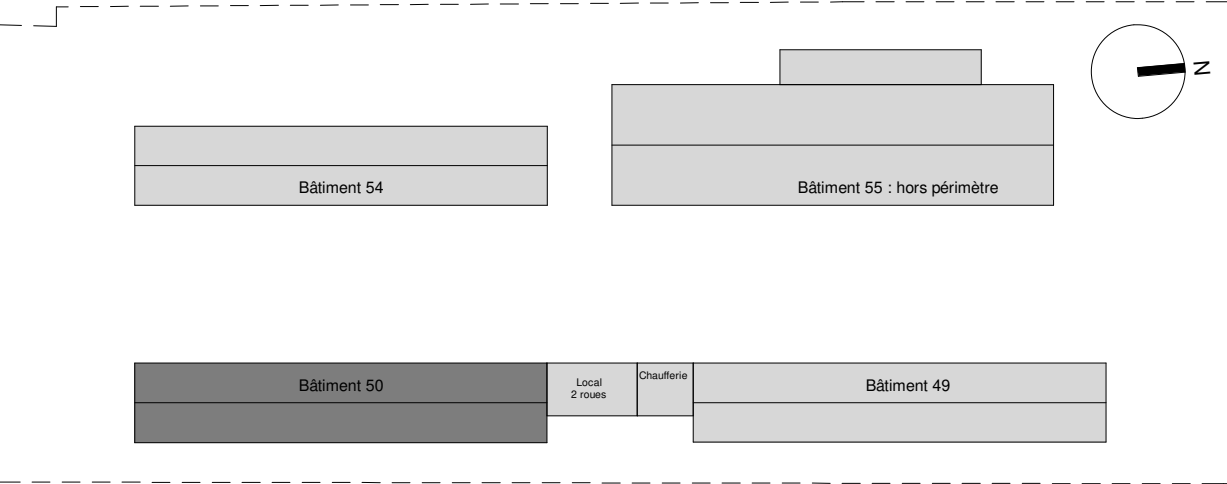 N
Bâtiment 54
Bâtiment 55 : hors périmètre
Bâtiment 50
Local
2 roues
Chaufferie
Bâtiment 49